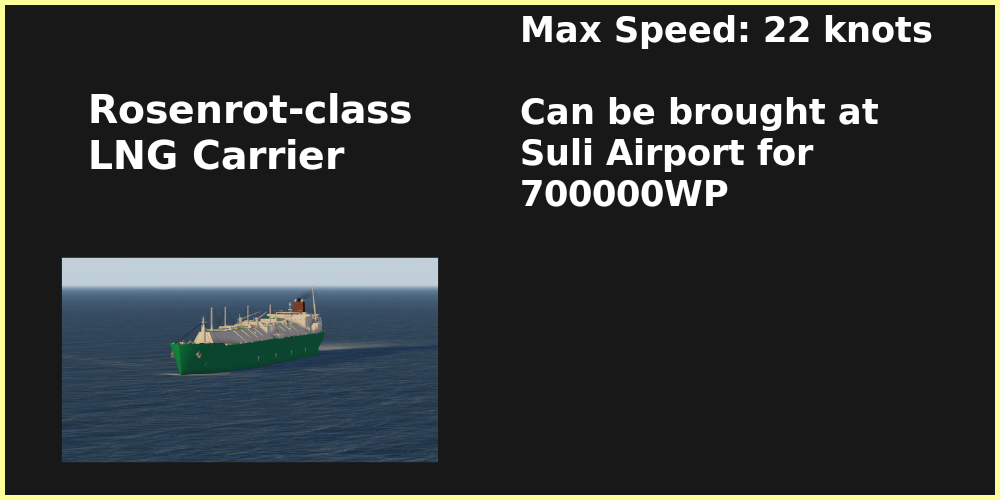 Rosenrot-class
LNG Carrier
Max Speed: 22 knots
Can be brought at
Suli Airport for
700000WP